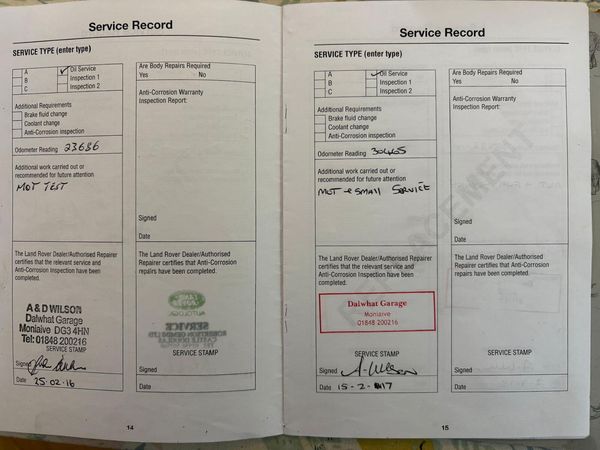 Service Record
SERVICE TYPE (enter type)
A
B
C
Oil Service
Inspection 1
Inspection 2
Additional Requirements
Brake fluid change
Coolant change
Anti-Corrosion inspection
Odometer Reading 23686
Additional work carried out or
recommended for future attention
MOT TEST
The Land Rover Dealer/Authorised Repairer
certifies that the relevant service and
Anti-Corrosion Inspection have been
completed.
A & D WILSON
Dalwhat Garage
Moniaive DG3 4HN
Tel: 01848 200216
SERVICE STAMP
Signed
Date 25.02.16
Are Body Repairs Required
Yes No
Anti-Corrosion Warranty
Inspection Report:
Signed
Date
The Land Rover Dealer/Authorised
Repairer certifies that Anti-Corrosion
repairs have been completed.
SERVICE STAMP
Signed
Date
14
Service Record
SERVICE TYPE (enter type)
A
B
C
Oil Service
Inspection 1
Inspection 2
Additional Requirements
Brake fluid change
Coolant change
Anti-Corrosion inspection
Odometer Reading 30465
Additional work carried out or
recommended for future attention
MOT & SMALL SERVICE
The Land Rover Dealer/Authorised Repairer
certifies that the relevant service and
Anti-Corrosion Inspection have been
completed.
Dalwhat Garage
Moniaive
01848 200216
SERVICE STAMP
Signed A-Wilson
Date 15-2-17
Are Body Repairs Required
Yes No
Anti-Corrosion Warranty
Inspection Report:
Signed
Date
The Land Rover Dealer/Authorised
Repairer certifies that Anti-Corrosion
repairs have been completed.
SERVICE STAMP
Signed
Date
15